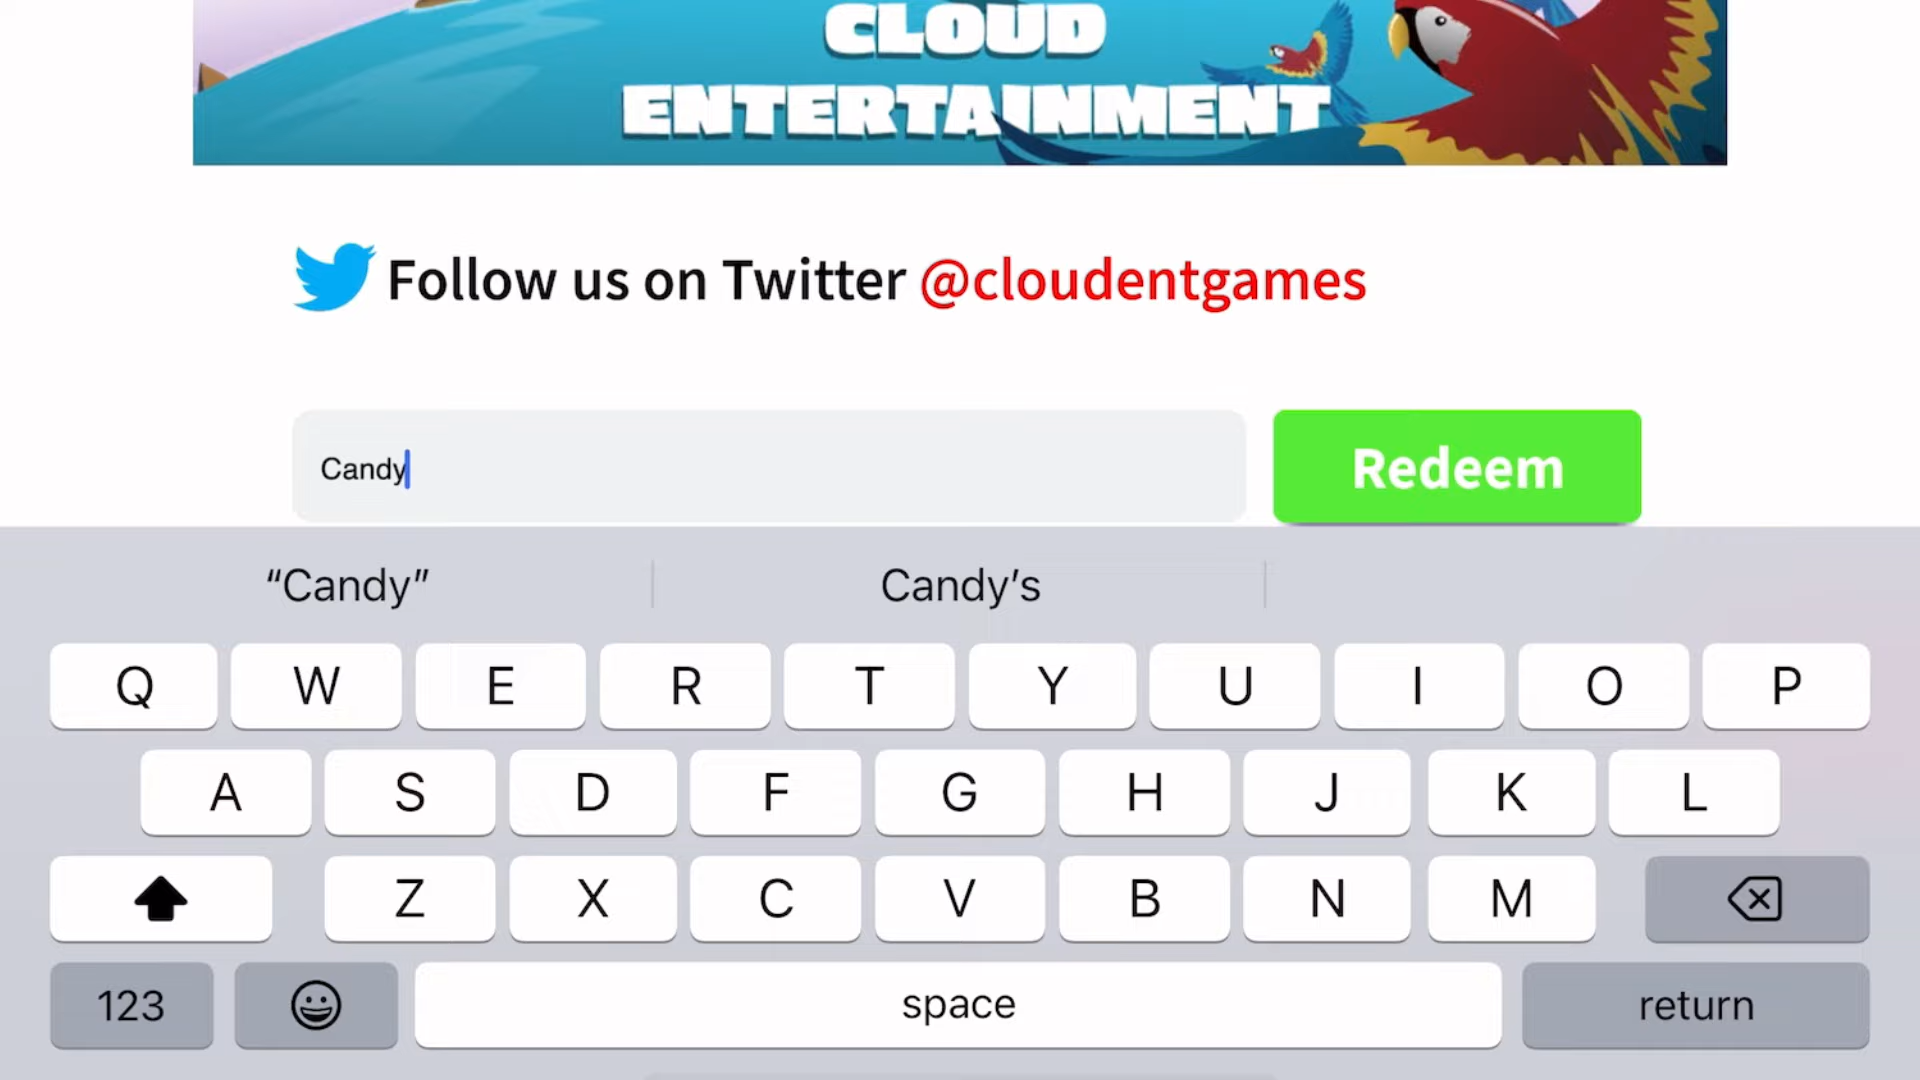 CLOUD
ENTERTAINMENT
Follow us on Twitter @cloudentgames
Candy
Redeem
“Candy”
Candy’s
Q W E R T Y U I O P
A S D F G H J K L
Z X C V B N M
123
space
return